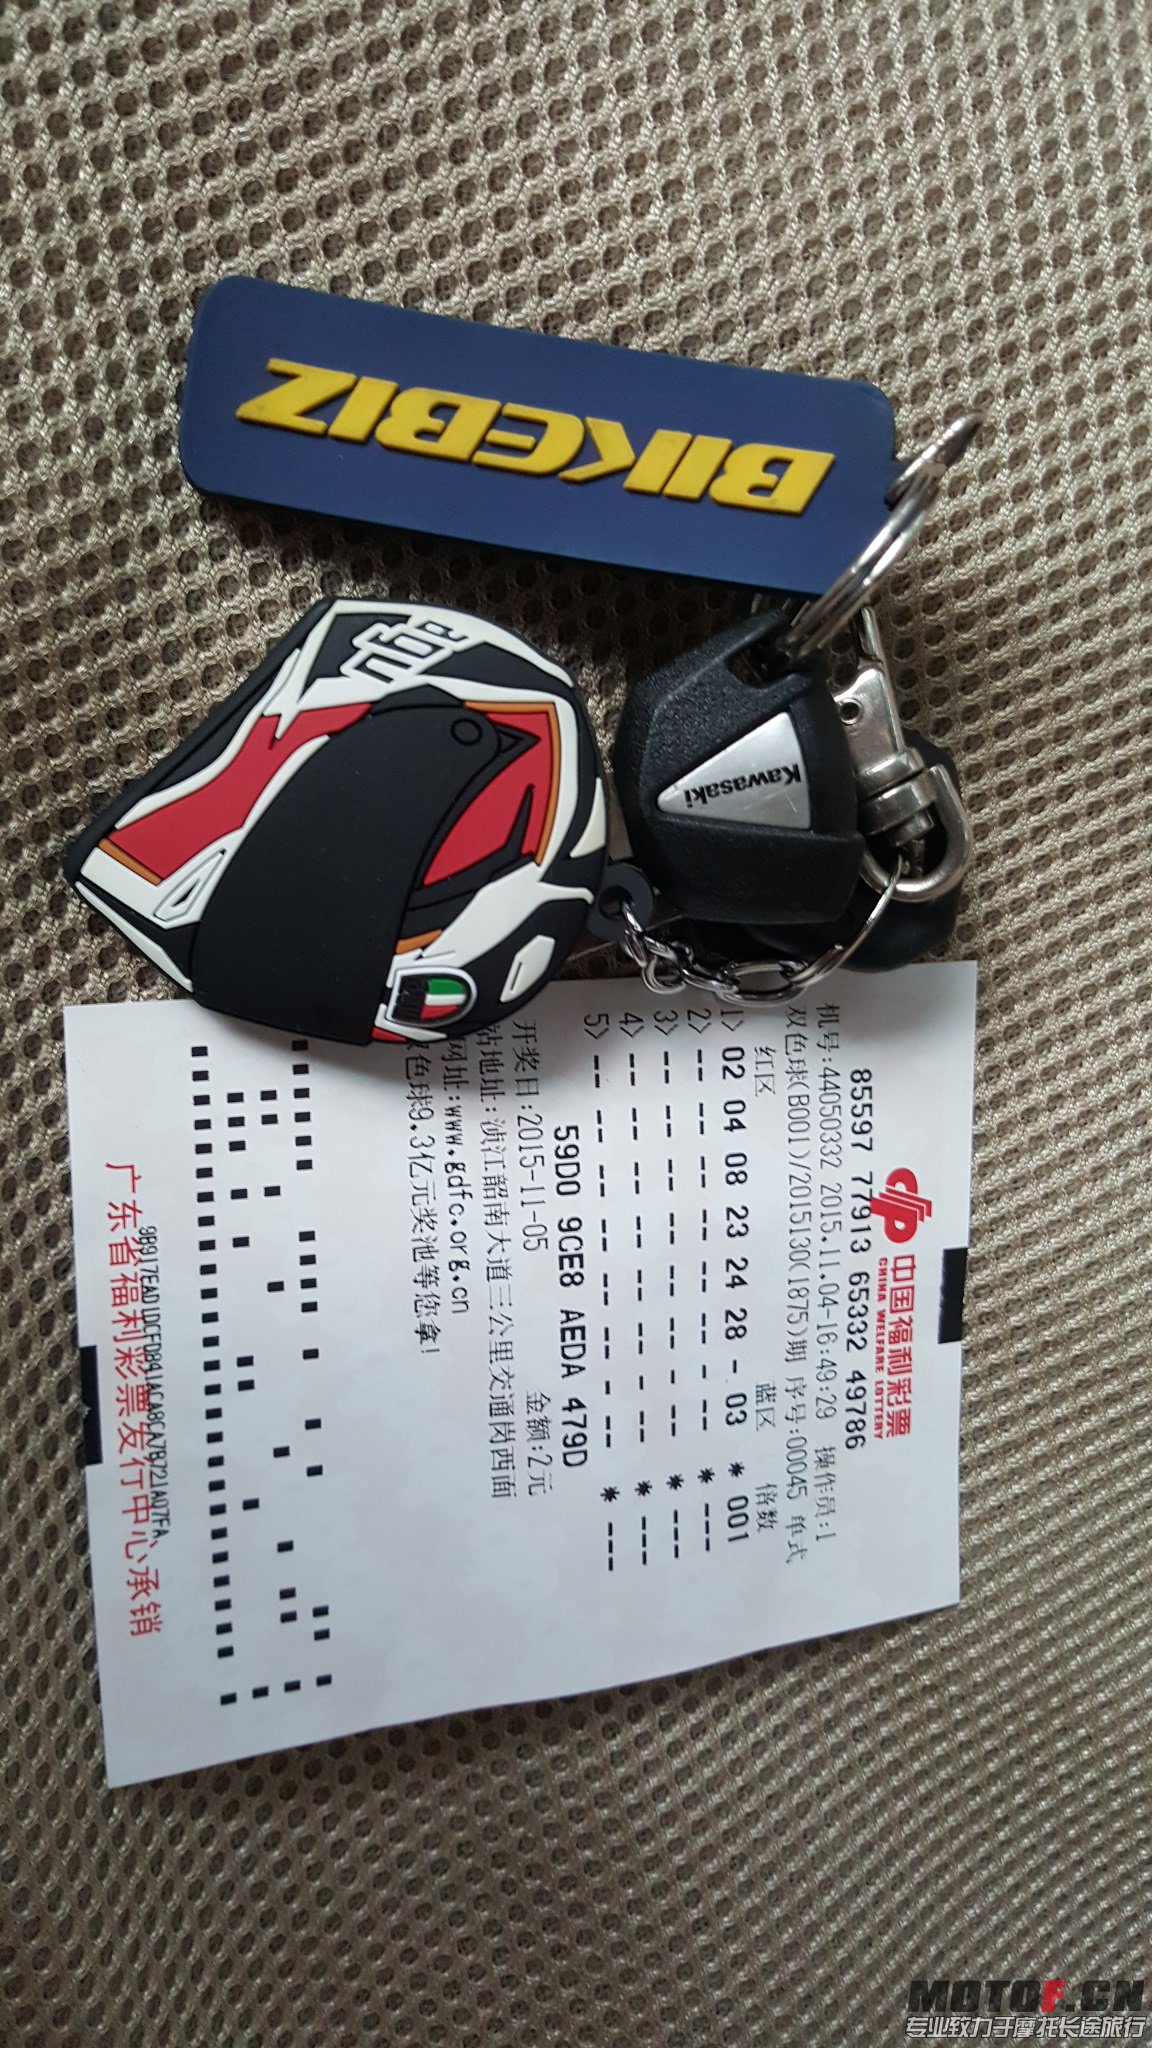 BIKEBIZ
Kawasaki
中国福利彩票
CHINA WELFARE LOTTERY
85597 77913 65332 49786
机号:44050332 2015.11.04-16:49:29 操作员:1
双色球(B001)/2015130(1875)期 序号:000045 单式
红区 蓝区 倍数
1> 02 04 08 23 24 28 - 03 * 001
2> -- -- -- -- -- -- - -- * ---
3> -- -- -- -- -- -- - -- * ---
4> -- -- -- -- -- -- - -- * ---
5> -- -- -- -- -- -- - -- * ---
59D0 9CE8 AEDA 479D
开奖日:2015-11-05 金额:2元
站地址:浈江韶南大道三公里交通岗西面
网址:www.gdfc.org.cn
色球9.3亿元奖池等您拿!
广东省福利彩票发行中心承销
MOTOF.CN
专业致力于摩托长途旅行